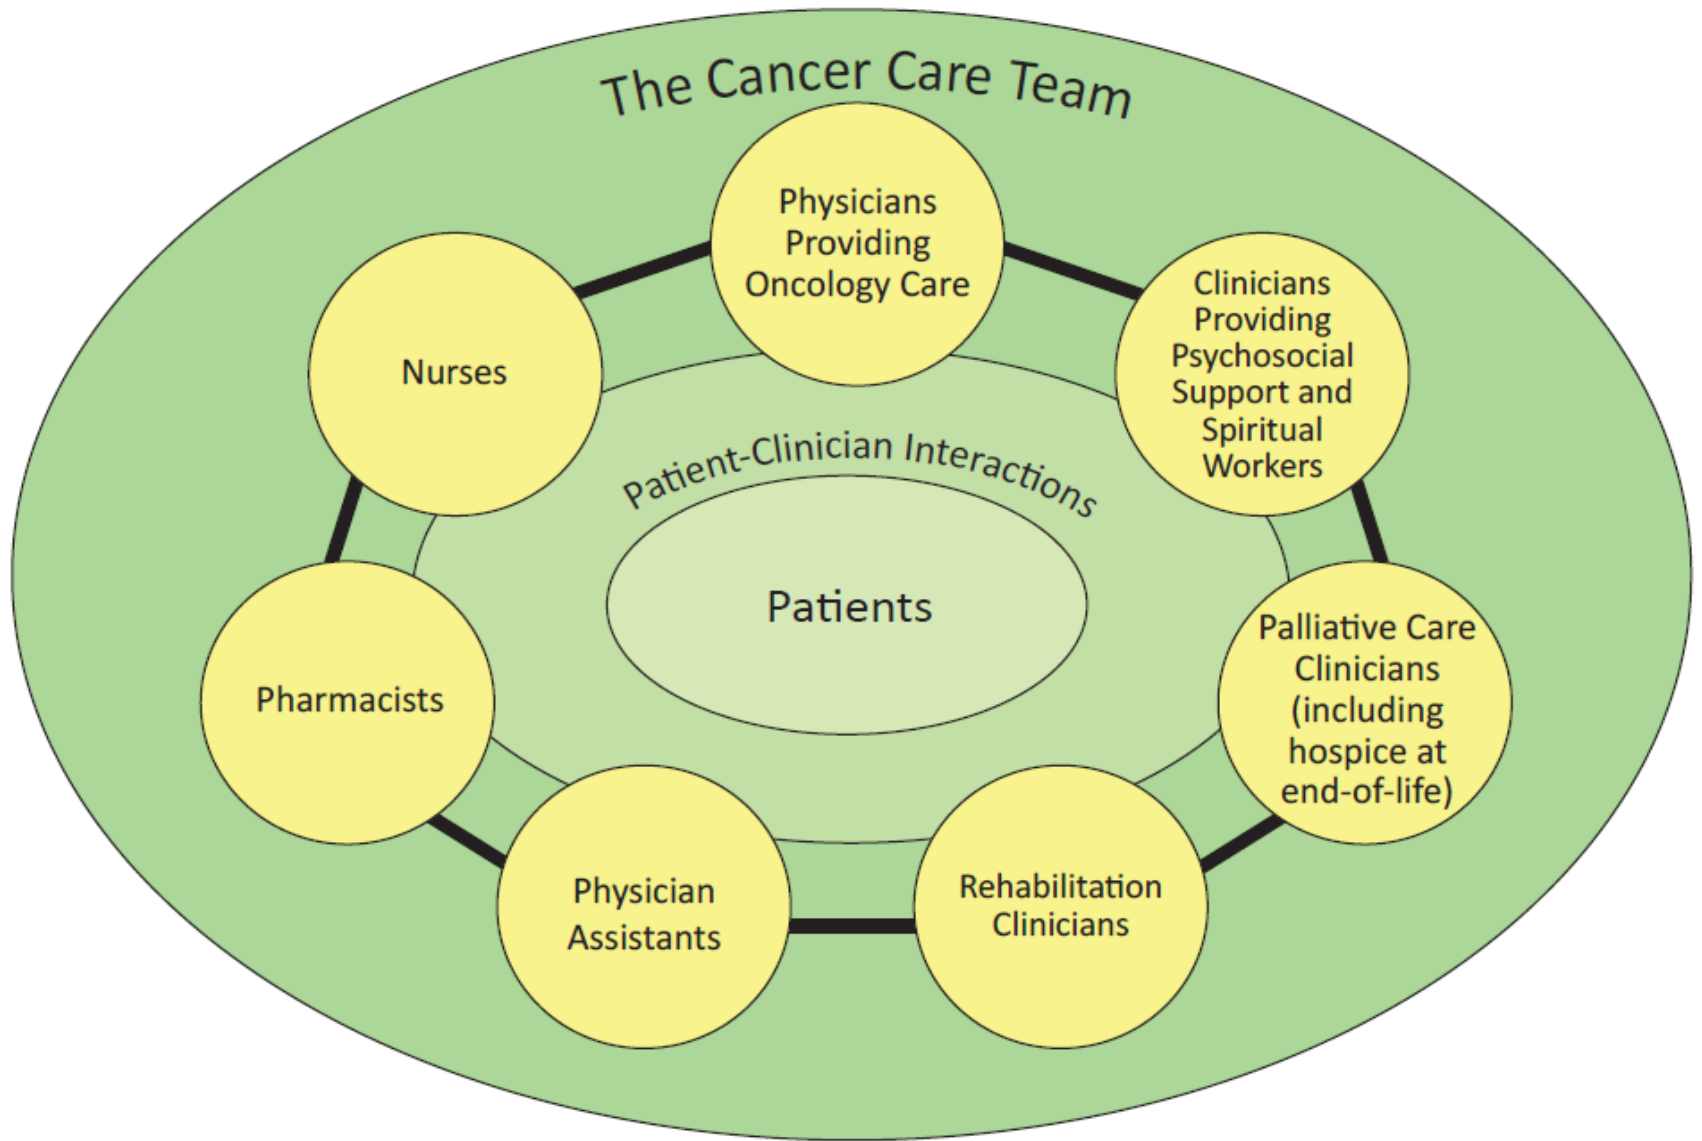 The Cancer Care Team
Physicians
Providing
Oncology Care
Clinicians
Providing
Psychosocial
Support and
Spiritual
Workers
Nurses
Patient-Clinician Interactions
Patients
Palliative Care
Clinicians
(including
hospice at
end-of-life)
Pharmacists
Rehabilitation
Clinicians
Physician
Assistants